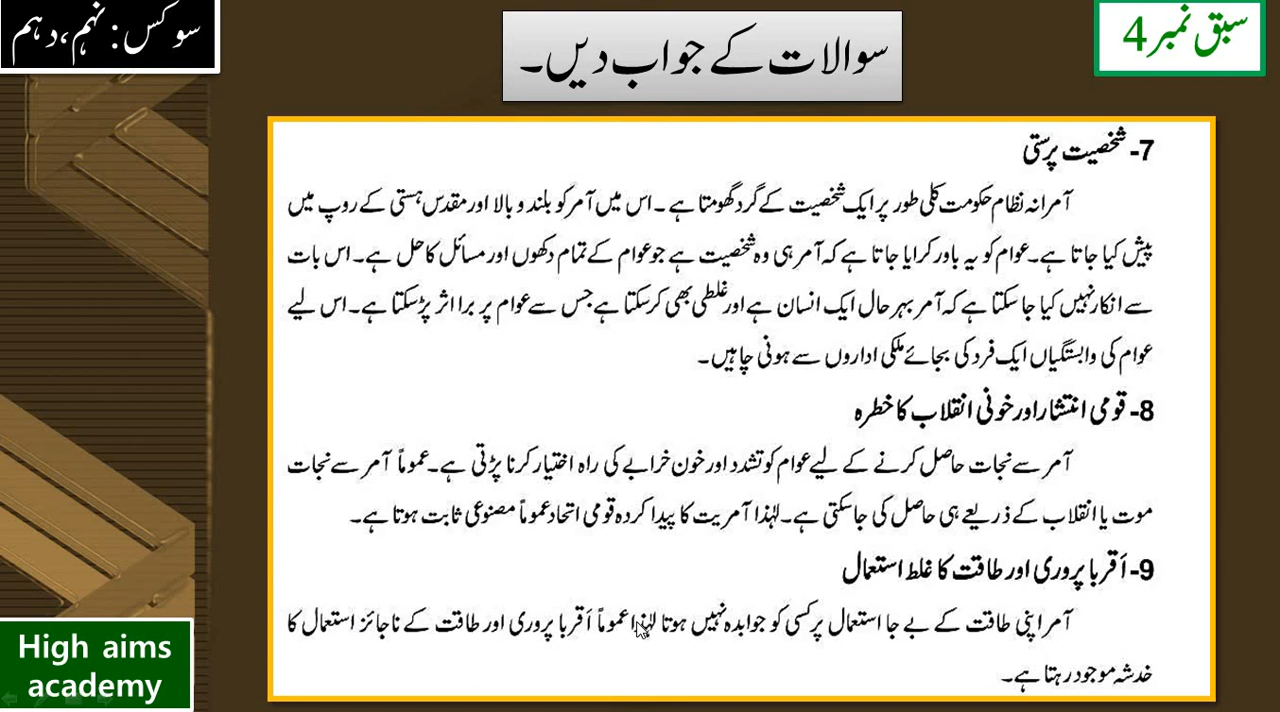 سوکس: نہم، دہم
سوالات کے جواب دیں۔
سبق نمبر 4
7- شخصیت پرستی
آمرانہ نظام حکومت کلی طور پر ایک شخصیت کے گرد گھومتا ہے۔ اس میں آمر کو بلند و بالا اور مقدس ہستی کے روپ میں
پیش کیا جاتا ہے۔ عوام کو یہ باور کرایا جاتا ہے کہ آمر ہی وہ شخصیت ہے جو عوام کے تمام دکھوں اور مسائل کا حل ہے۔ اس بات
سے انکار نہیں کیا جا سکتا ہے کہ آمر بہر حال ایک انسان ہے اور غلطی بھی کر سکتا ہے جس سے عوام پر برا اثر پڑ سکتا ہے۔ اس لیے
عوام کی وابستگیاں ایک فرد کی بجائے ملکی اداروں سے ہونی چاہیں۔
8- قومی انتشار اور خونی انقلاب کا خطرہ
آمر سے نجات حاصل کرنے کے لیے عوام کو تشدد اور خون خرابے کی راہ اختیار کرنا پڑتی ہے۔ عموماً آمر سے نجات
موت یا انقلاب کے ذریعے ہی حاصل کی جا سکتی ہے۔ لہٰذا آمریت کا پیدا کردہ قومی اتحاد عموماً مصنوعی ثابت ہوتا ہے۔
9- اَقربا پروری اور طاقت کا غلط استعمال
آمر اپنی طاقت کے بے جا استعمال پر کسی کو جوابدہ نہیں ہوتا لہٰذا عموماً اَقربا پروری اور طاقت کے ناجائز استعمال کا
خدشہ موجود رہتا ہے۔
High aims
academy